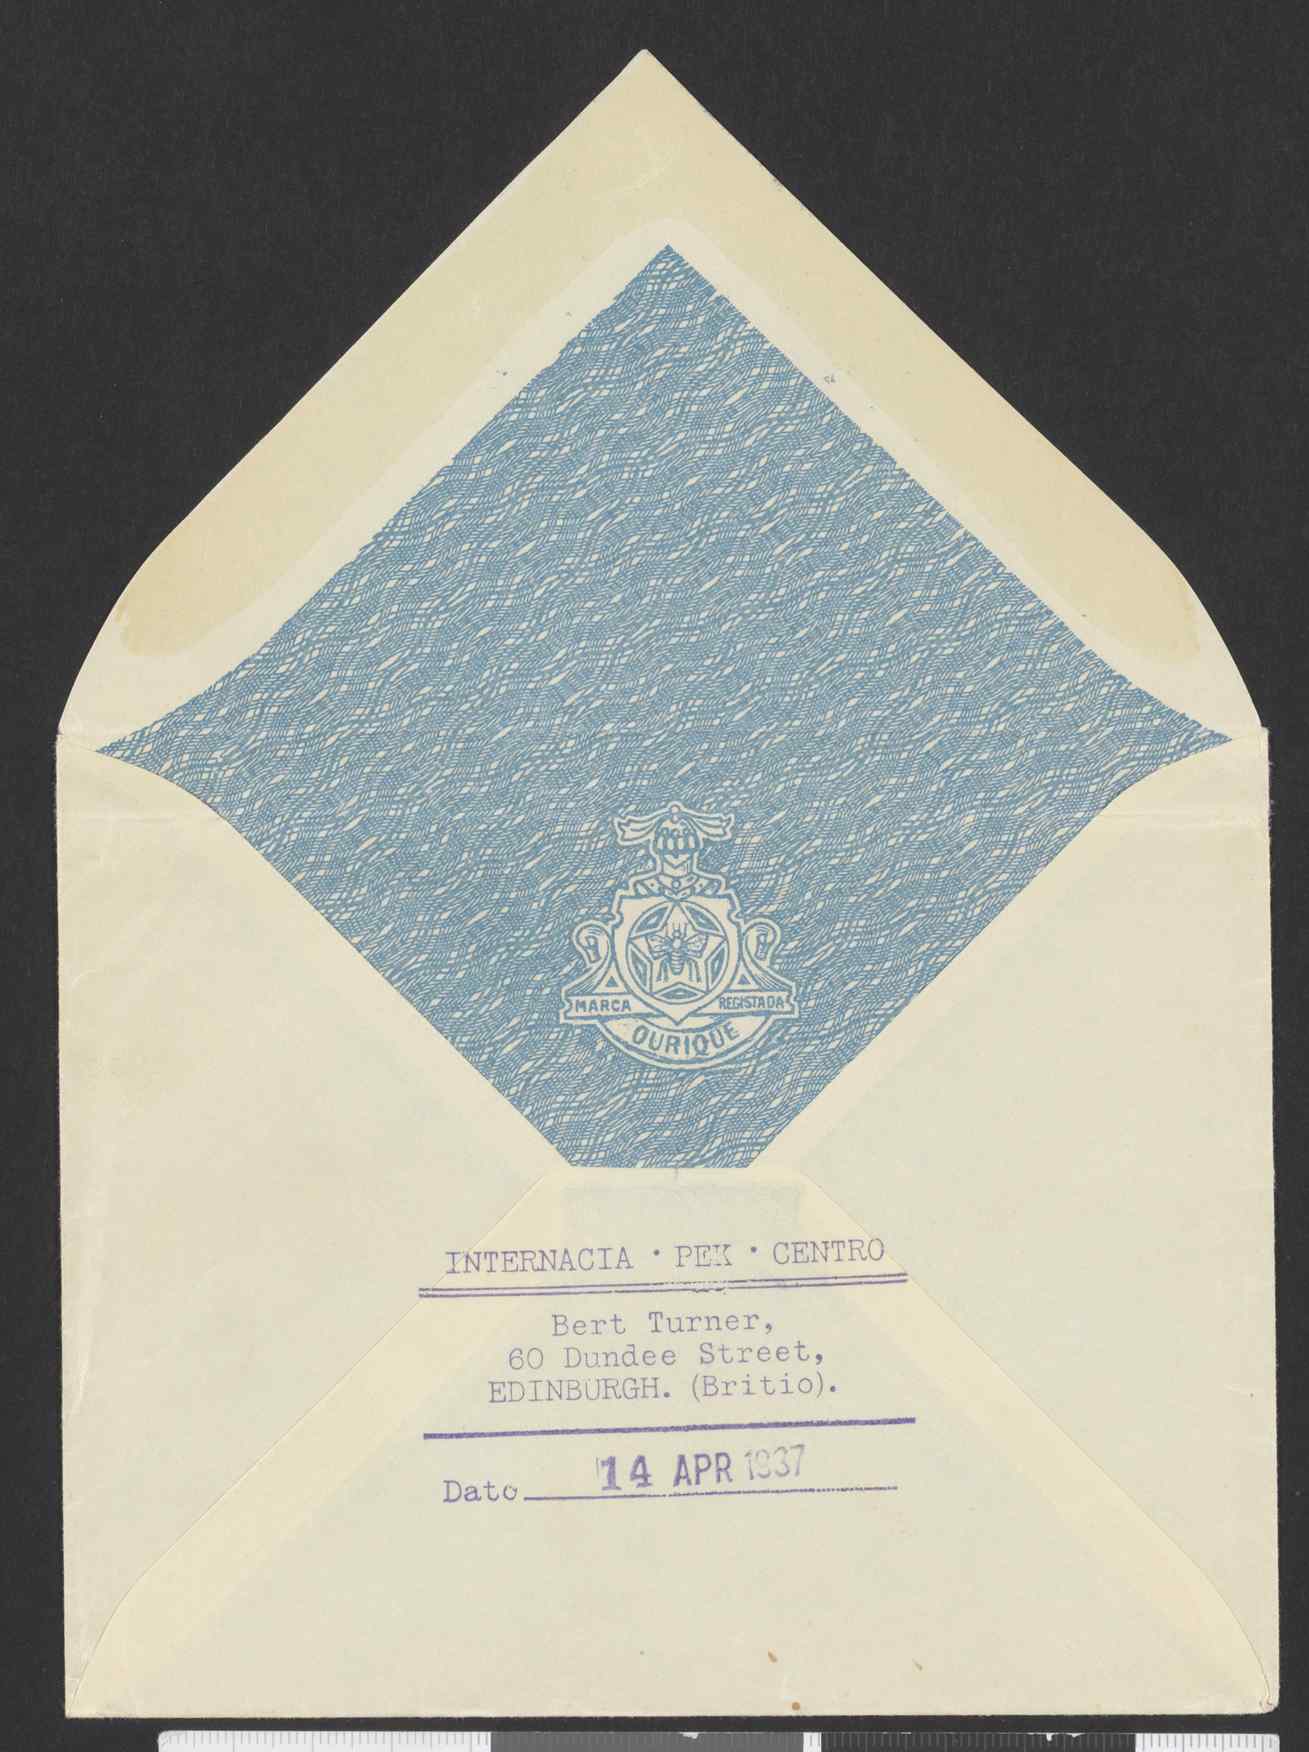 MARCA REGISTADA
OURIQUE
INTERNACIA · PEK · CENTRO
Bert Turner,
60 Dundee Street,
EDINBURGH. (Britio).
Dato 14 APR 1937